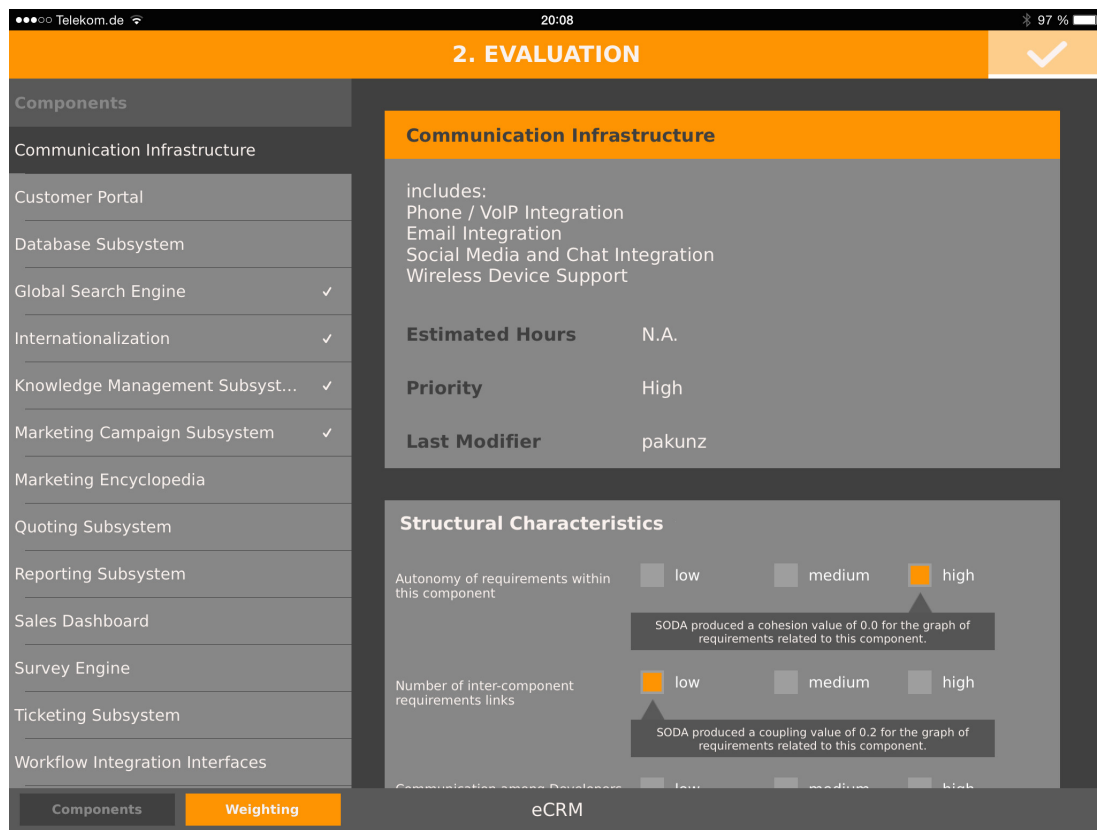 Telekom.de 20:08 97 %
2. EVALUATION
Components
Communication Infrastructure
Customer Portal
Database Subsystem
Global Search Engine ✓
Internationalization ✓
Knowledge Management Subsyst... ✓
Marketing Campaign Subsystem ✓
Marketing Encyclopedia
Quoting Subsystem
Reporting Subsystem
Sales Dashboard
Survey Engine
Ticketing Subsystem
Workflow Integration Interfaces
Communication Infrastructure
includes:
Phone / VoIP Integration
Email Integration
Social Media and Chat Integration
Wireless Device Support
Estimated Hours N.A.
Priority High
Last Modifier pakunz
Structural Characteristics
Autonomy of requirements within
this component
low medium high
SODA produced a cohesion value of 0.0 for the graph of
requirements related to this component.
Number of inter-component
requirements links
low medium high
SODA produced a coupling value of 0.2 for the graph of
requirements related to this component.
Communication among Developers low medium high
Components Weighting eCRM